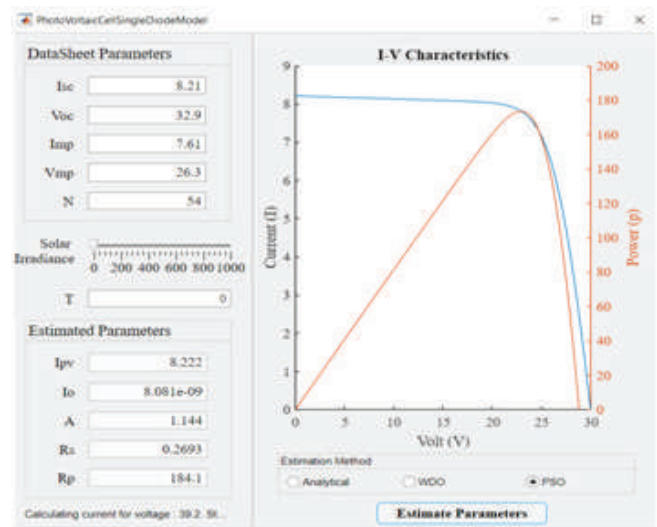 PhotoVoltaicCellSingleDiodeModel
DataSheet Parameters
Isc 8.21
Voc 32.9
Imp 7.61
Vmp 26.3
N 54
Solar
Irradiance
0 200 400 600 800 1000
T 0
Estimated Parameters
Ipv 8.222
Io 8.081e-09
A 1.144
Rs 0.2693
Rp 184.1
Calculating current for voltage : 39.2. St...
I-V Characteristics
9
8
7
6
5
4
3
2
1
0
Current (I)
200
180
160
140
120
100
80
60
40
20
0
Power (p)
0 5 10 15 20 25 30
Volt (V)
Estimation Method
Analytical WDO PSO
Estimate Parameters